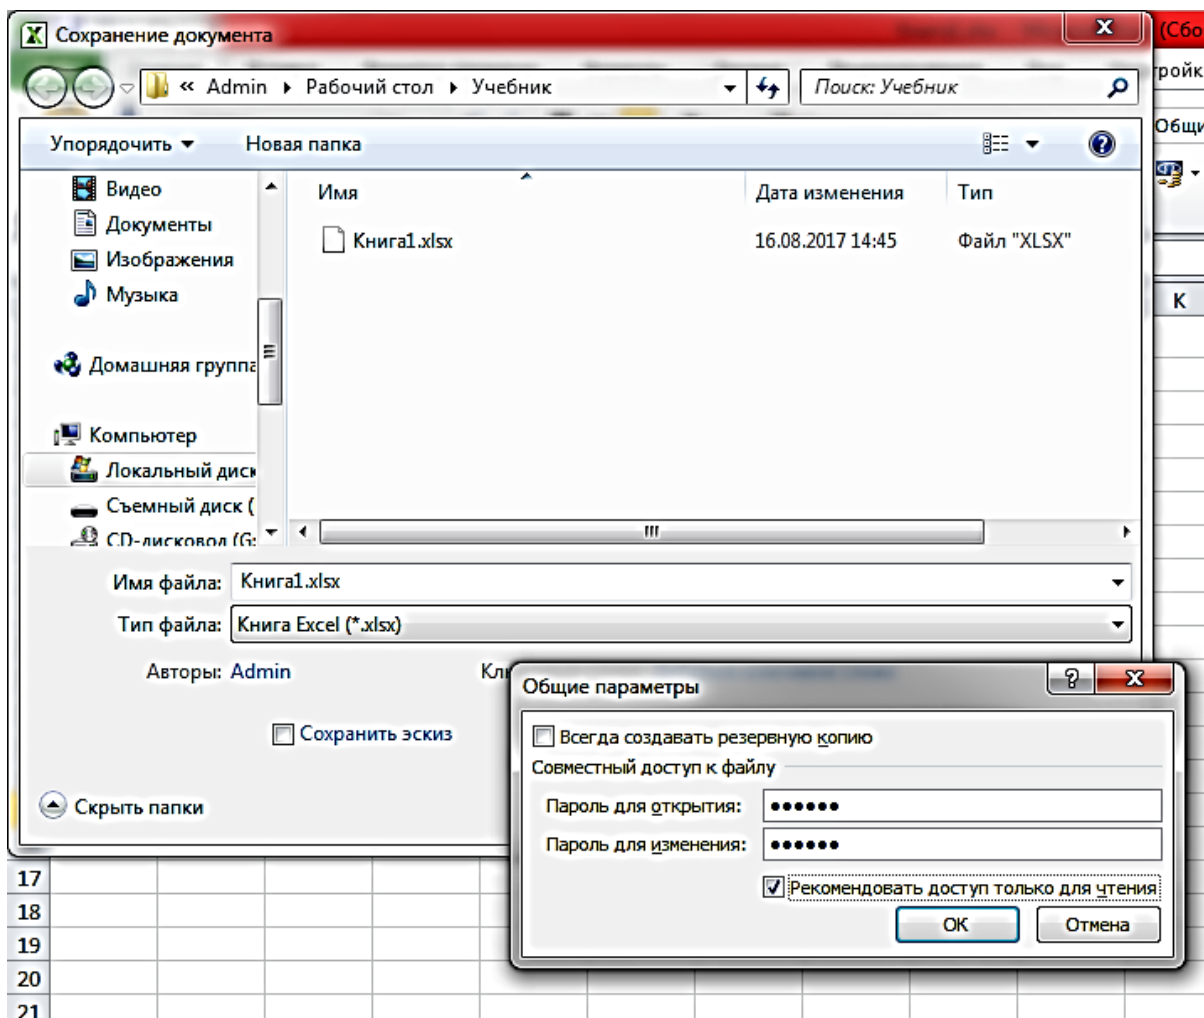 Сохранение документа
(Сбо
« Admin Рабочий стол Учебник
Поиск: Учебник
Упорядочить Новая папка
Общи
Имя Дата изменения Тип
Книга1.xlsx 16.08.2017 14:45 Файл "XLSX"
Видео
Документы
Изображения
Музыка
Домашняя группа
Компьютер
Локальный диск
Съемный диск (
CD-дисковод (G:
K
Имя файла: Книга1.xlsx
Тип файла: Книга Excel (*.xlsx)
Авторы: Admin Клю
Сохранить эскиз
Скрыть папки
Общие параметры
Всегда создавать резервную копию
Совместный доступ к файлу
Пароль для открытия: ••••••
Пароль для изменения: ••••••
Рекомендовать доступ только для чтения
ОК Отмена
17
18
19
20
21